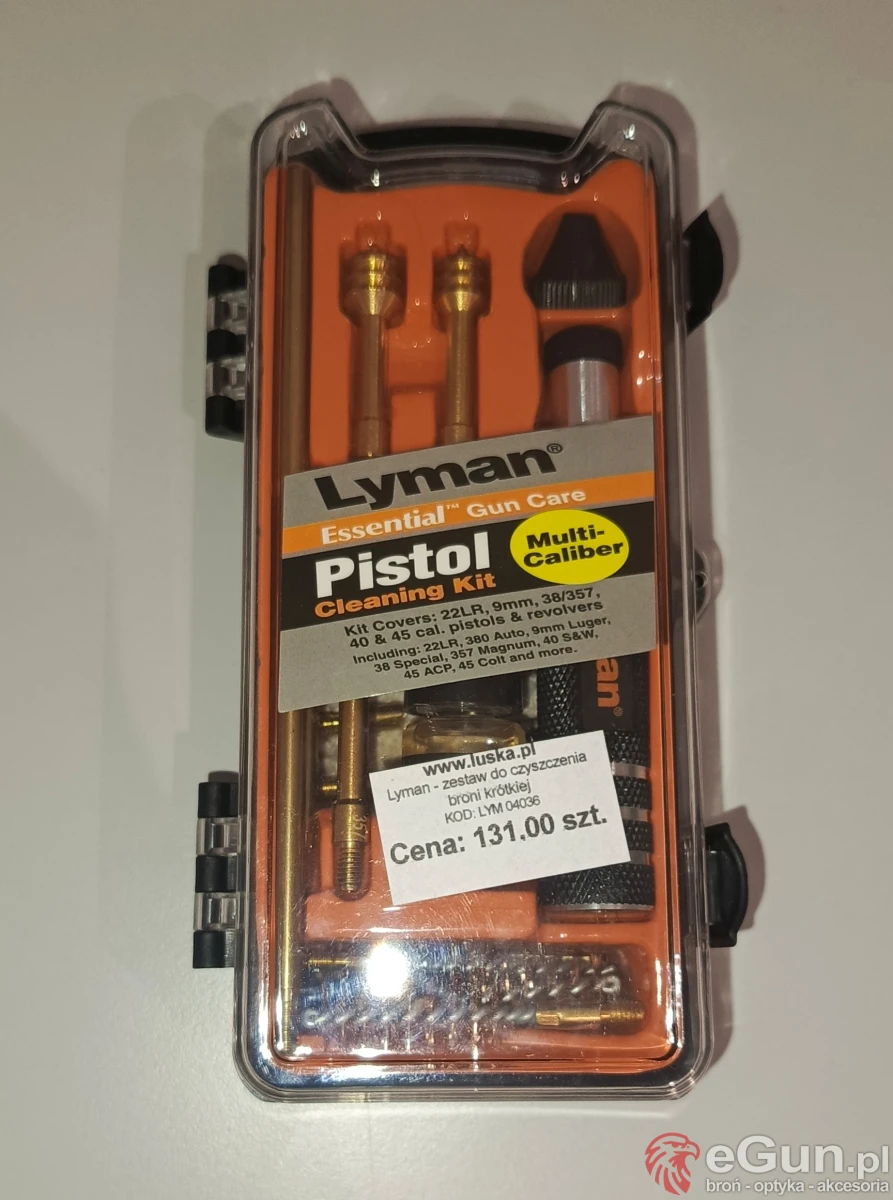 Lyman®
Essential™ Gun Care
Pistol
Cleaning Kit
Multi-
Caliber
Kit Covers: 22LR, 9mm, 38/357,
40 & 45 cal. pistols & revolvers
Including: 22LR, 380 Auto, 9mm Luger,
38 Special, 357 Magnum, 40 S&W,
45 ACP, 45 Colt and more.
man®
www.luska.pl
Lyman - zestaw do czyszczenia
broni krótkiej
KOD: LYM 04036
Cena: 131,00 szt.
eGun.pl
broń - optyka - akcesoria